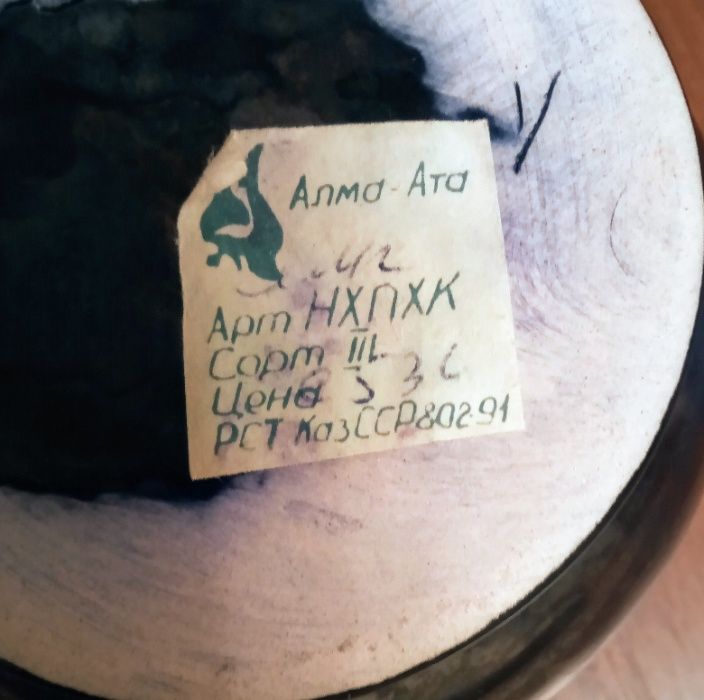 Алма-Ата
Арт НХПХК
Сорт III
Цена
РСТ КазССР 802-91